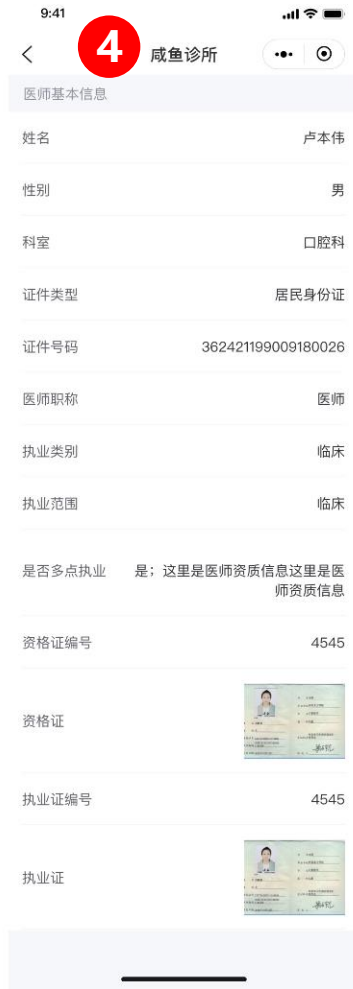 9:41
4
咸鱼诊所
医师基本信息
姓名 卢本伟
性别 男
科室 口腔科
证件类型 居民身份证
证件号码 362421199009180026
医师职称 医师
执业类别 临床
执业范围 临床
是否多点执业 是；这里是医师资质信息这里是医
师资质信息
资格证编号 4545
资格证
执业证编号 4545
执业证